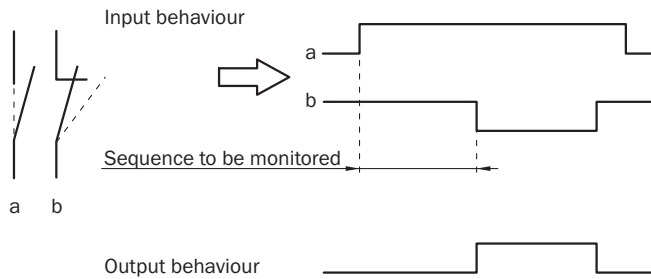 Input behaviour
a
b
Sequence to be monitored
a b
Output behaviour